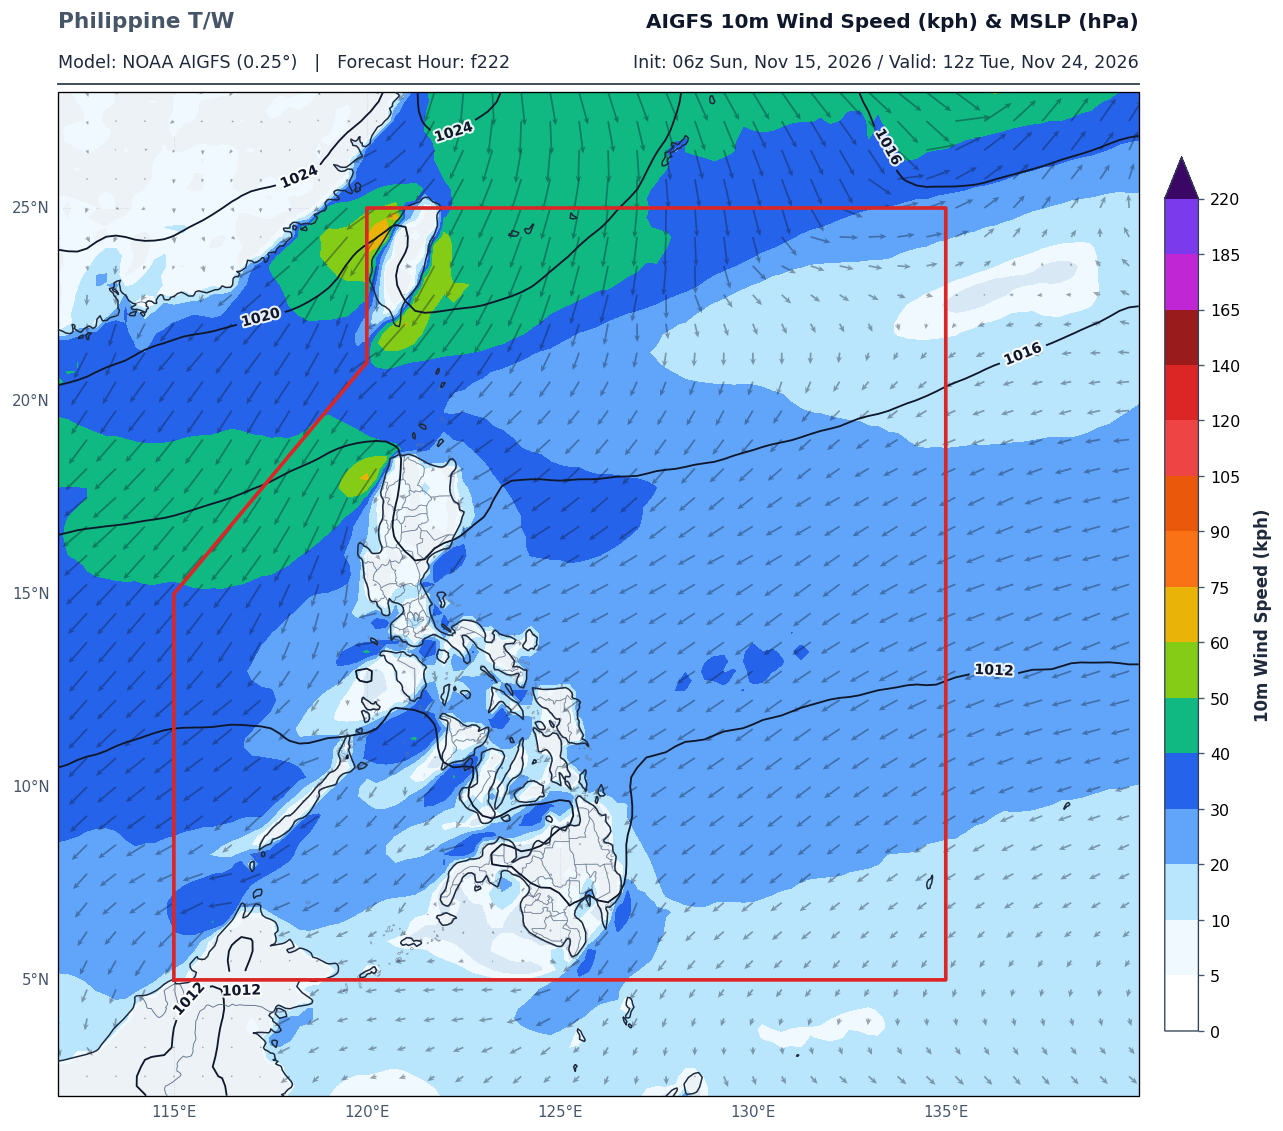 Philippine T/W
AIGFS 10m Wind Speed (kph) & MSLP (hPa)
Model: NOAA AIGFS (0.25°) | Forecast Hour: f222
Init: 06z Sun, Nov 15, 2026 / Valid: 12z Tue, Nov 24, 2026
1024
1024
1016
1020
1016
1012
1012
1012
25°N
20°N
15°N
10°N
5°N
115°E
120°E
125°E
130°E
135°E
220
185
165
140
120
105
90
75
60
50
40
30
20
10
5
0
10m Wind Speed (kph)